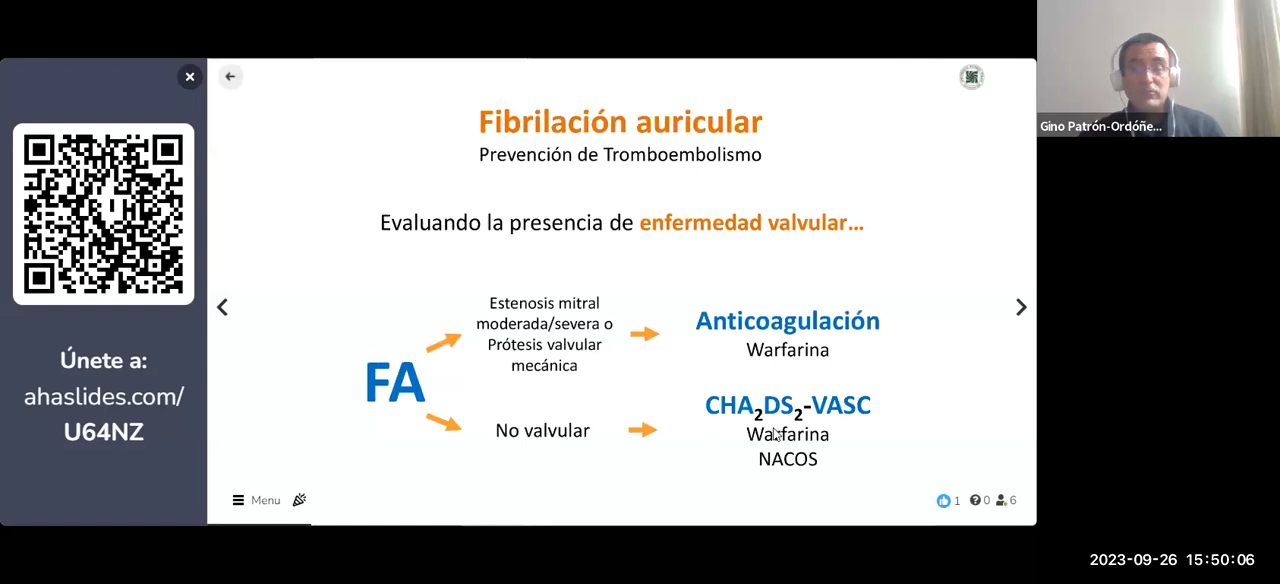 Fibrilación auricular
Prevención de Tromboembolismo
Evaluando la presencia de enfermedad valvular...
Estenosis mitral
moderada/severa o
Prótesis valvular
mecánica
Anticoagulación
Warfarina
FA
No valvular
CHA₂DS₂-VASC
Warfarina
NACOS
Únete a:
ahaslides.com/
U64NZ
Menu
1
0
6
Gino Patrón-Ordóñe...
2023-09-26 15:50:06